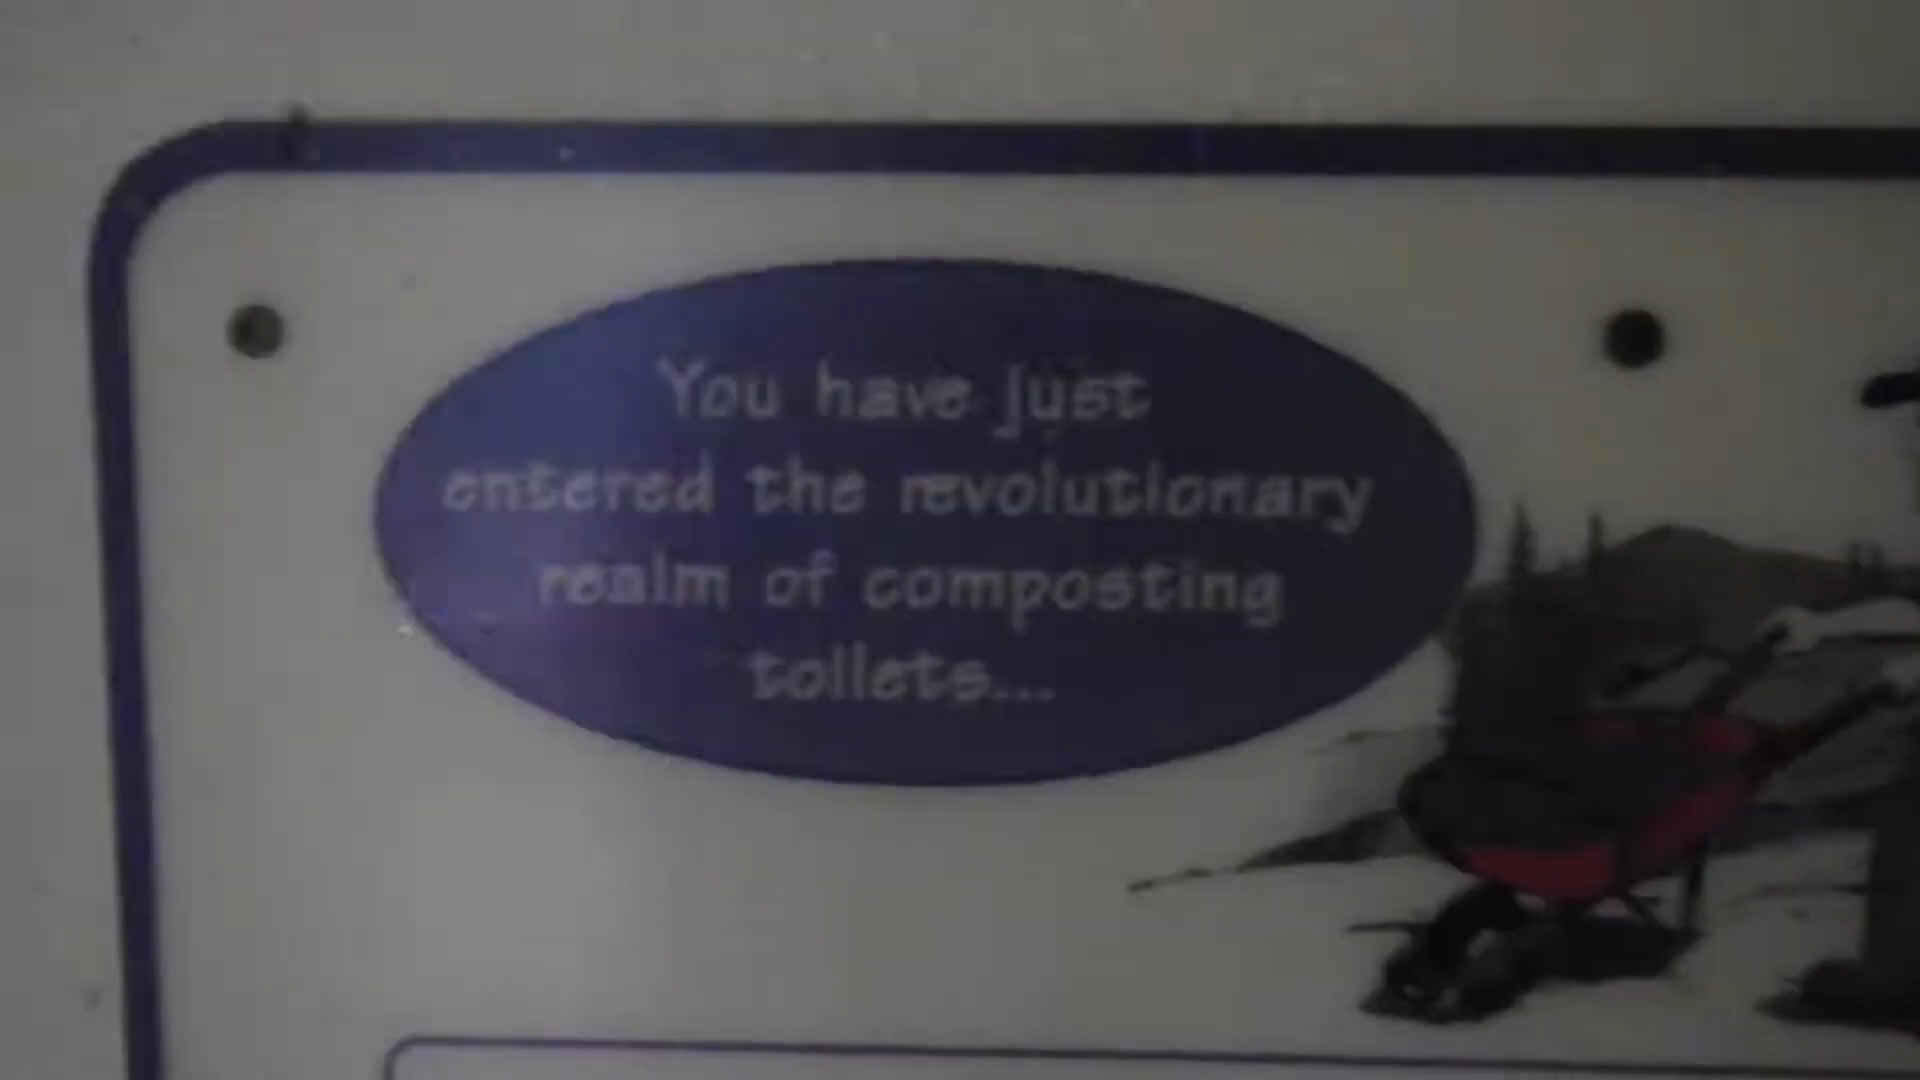 You have just
entered the revolutionary
realm of composting
toilets...